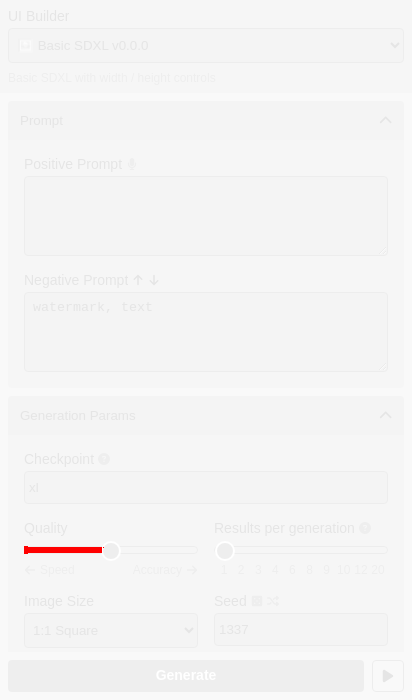 UI Builder
Basic SDXL v0.0.0
Basic SDXL with width / height controls
Prompt
Positive Prompt
Negative Prompt
watermark, text
Generation Params
Checkpoint
xl
Quality
Results per generation
← Speed
Accuracy →
1 2 3 4 6 8 9 10 12 20
Image Size
Seed
1:1 Square
1337
Generate